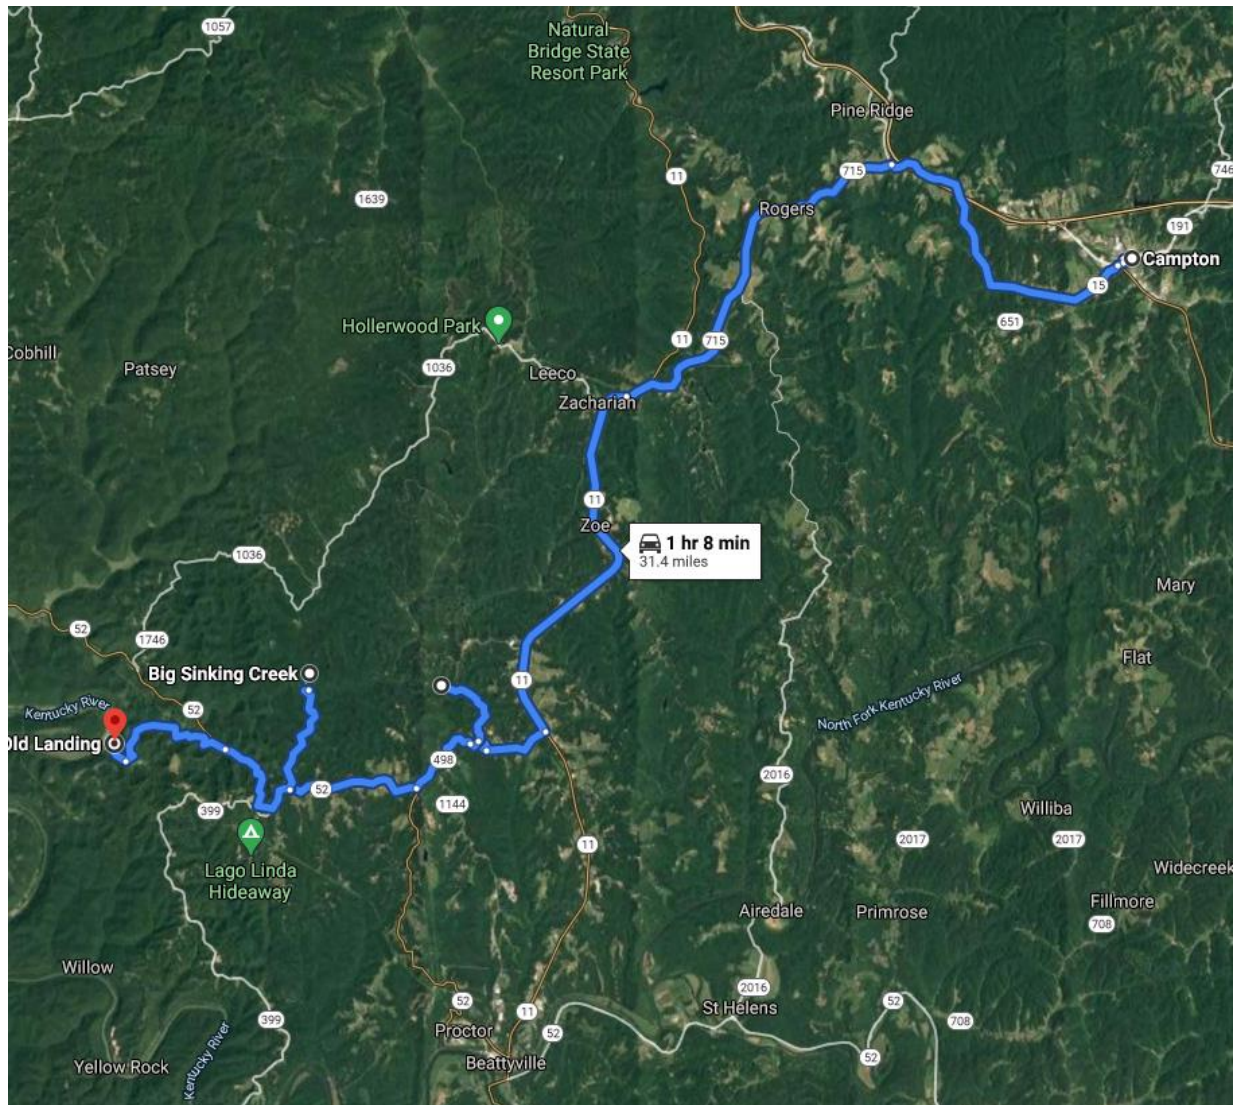 1057
Natural
Bridge State
Resort Park
Pine Ridge
11
715
746
1639
Rogers
191
Campton
15
Hollerwood Park
651
11
715
Cobhill
Patsey
1036
Leeco
Zachariah
11
Zoe
1 hr 8 min
31.4 miles
1036
Mary
52
1746
Flat
Big Sinking Creek
11
Kentucky River
52
North Fork Kentucky River
Old Landing
498
2016
52
399
1144
Williba
2017
2017
11
Lago Linda
Hideaway
Widecreek
Airedale
Primrose
Fillmore
708
Willow
2016
52
52
St Helens
399
11
708
Proctor
52
Kentucky River
52
Yellow Rock
Beattyville